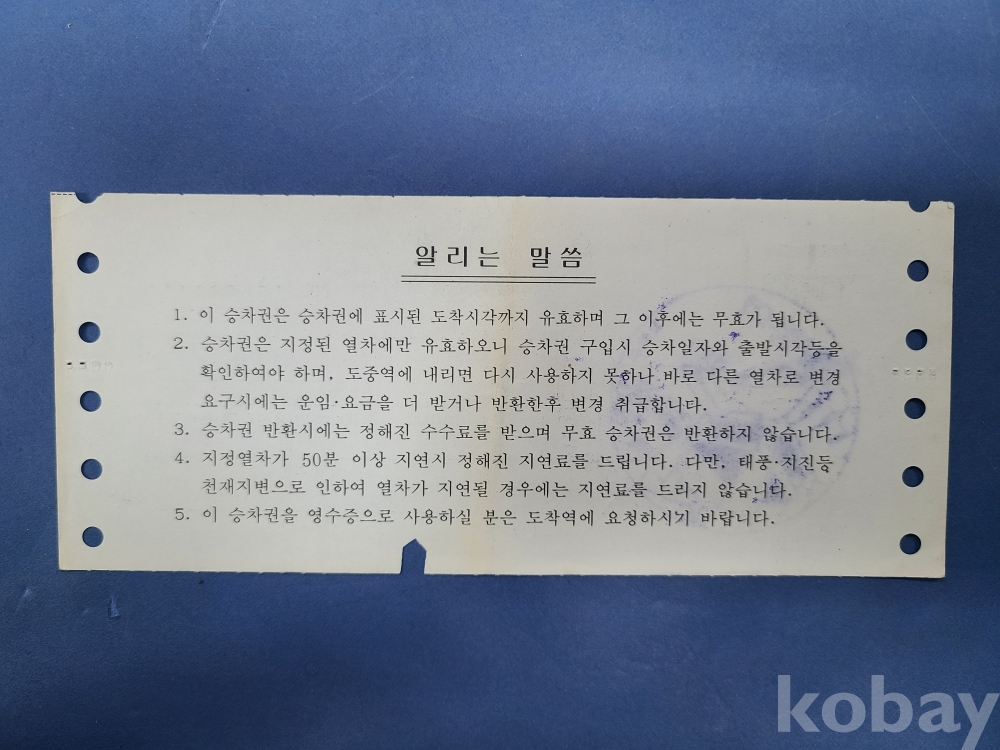 알리는 말씀
1. 이 승차권은 승차권에 표시된 도착시각까지 유효하며 그 이후에는 무효가 됩니다.
2. 승차권은 지정된 열차에만 유효하오니 승차권 구입시 승차일자와 출발시각등을
확인하여야 하며, 도중역에 내리면 다시 사용하지 못하나 바로 다른 열차로 변경
요구시에는 운임·요금을 더 받거나 반환한후 변경 취급합니다.
3. 승차권 반환시에는 정해진 수수료를 받으며 무효 승차권은 반환하지 않습니다.
4. 지정열차가 50분 이상 지연시 정해진 지연료를 드립니다. 다만, 태풍·지진등
천재지변으로 인하여 열차가 지연될 경우에는 지연료를 드리지 않습니다.
5. 이 승차권을 영수증으로 사용하실 분은 도착역에 요청하시기 바랍니다.
kobay